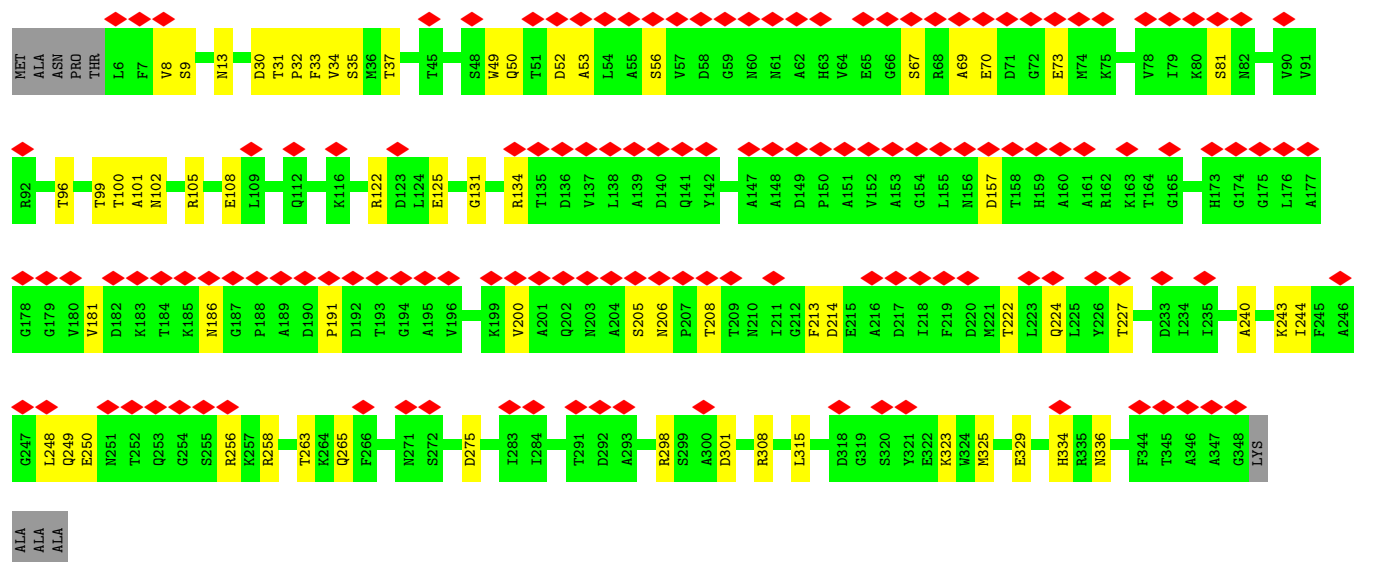 MET ALA ASN PRO THR L6 F7 V8 S9 N13 D30 T31 P32 F33 V34 S35 M36 T37 T45 S48 W49 Q50 T51 D52 A53 L54 A55 S56 V57 D58 G59 N60 N61 A62 H63 V64 E65 G66 S67 R68 A69 E70 D71 G72 E73 M74 K75 V78 I79 K80 S81 N82 V90 V91
R92 T96 T99 T100 A101 N102 R105 E108 L109 Q112 K116 R122 D123 L124 E125 G131 R134 T135 D136 V137 L138 A139 D140 Q141 Y142 A147 A148 D149 P150 A151 V152 A153 G154 L155 N156 D157 T158 H159 A160 A161 R162 K163 T164 G165 H173 G174 G175 L176 A177
G178 G179 V180 V181 D182 K183 T184 K185 N186 G187 P188 A189 D190 P191 D192 T193 G194 A195 V196 K199 V200 A201 Q202 N203 A204 S205 N206 P207 T208 T209 N210 I211 G212 F213 D214 E215 A216 D217 I218 F219 D220 M221 T222 L223 Q224 L225 Y226 T227 D233 I234 I235 A240 K243 I244 F245 A246
G247 L248 Q249 E250 N251 T252 Q253 G254 S255 R256 K257 R258 T263 K264 Q265 F266 N271 S272 D275 I283 I284 T291 D292 A293 R298 S299 A300 D301 R308 L315 D318 G319 S320 Y321 E322 K323 W324 M325 E329 H334 R335 N336 F344 T345 A346 A347 G348 LYS
ALA ALA ALA